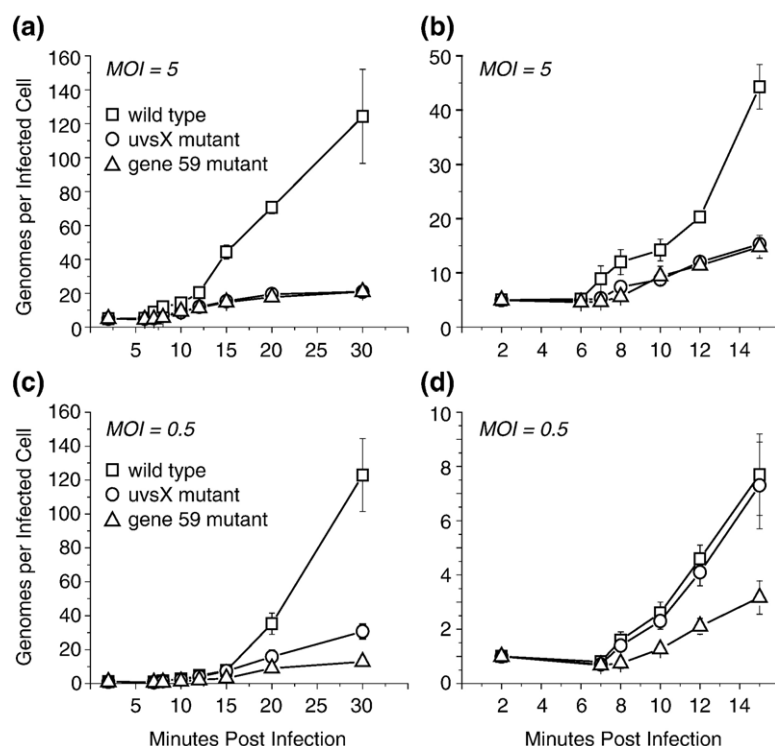 (a)
MOI = 5
wild type
uvsX mutant
gene 59 mutant
Genomes per Infected Cell
160
140
120
100
80
60
40
20
0
5 10 15 20 25 30
(b)
MOI = 5
50
40
30
20
10
0
2 4 6 8 10 12 14
(c)
MOI = 0.5
wild type
uvsX mutant
gene 59 mutant
Genomes per Infected Cell
160
140
120
100
80
60
40
20
0
5 10 15 20 25 30
Minutes Post Infection
(d)
MOI = 0.5
10
8
6
4
2
0
2 4 6 8 10 12 14
Minutes Post Infection